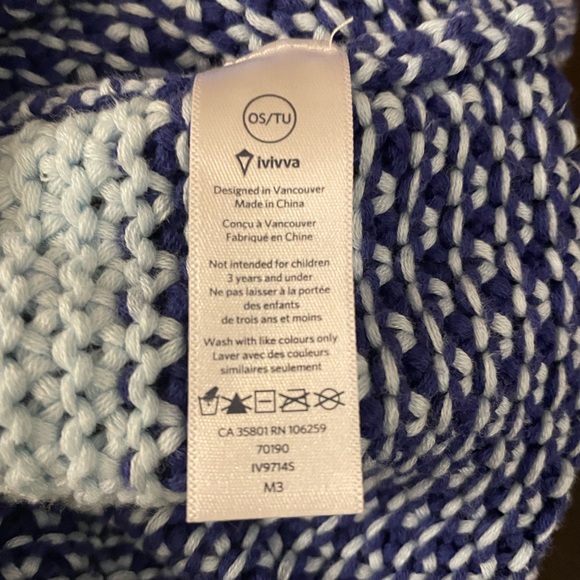 OS/TU
ivivva
Designed in Vancouver
Made in China
Conçu à Vancouver
Fabriqué en Chine
Not intended for children
3 years and under
Ne pas laisser à la portée
des enfants
de trois ans et moins
Wash with like colours only
Laver avec des couleurs
similaires seulement
CA 35801 RN 106259
70190
IV9714S
M3